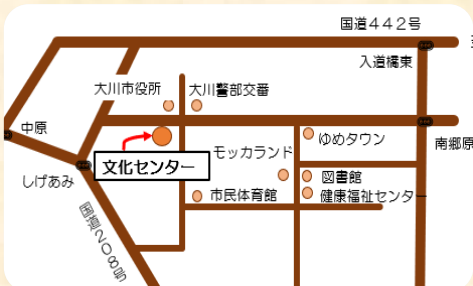 国道４４２号
入道橋東
大川市役所
大川警部交番
中原
ゆめタウン
南郷原
モッカランド
文化センター
しげあみ
図書館
市民体育館
健康福祉センター
国道２０８号